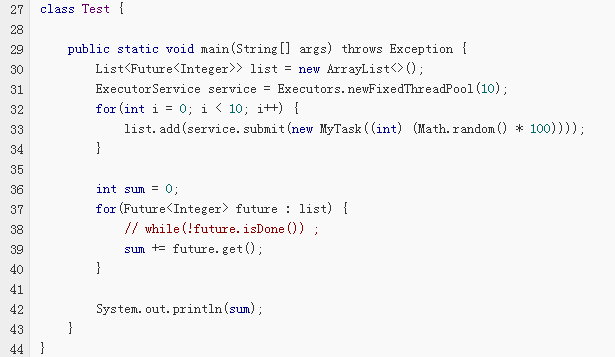 27 class Test {
28
29     public static void main(String[] args) throws Exception {
30         List<Future<Integer>> list = new ArrayList<>();
31         ExecutorService service = Executors.newFixedThreadPool(10);
32         for(int i = 0; i < 10; i++) {
33             list.add(service.submit(new MyTask((int) (Math.random() * 100))));
34         }
35
36         int sum = 0;
37         for(Future<Integer> future : list) {
38             // while(!future.isDone()) ;
39             sum += future.get();
40         }
41
42         System.out.println(sum);
43     }
44 }